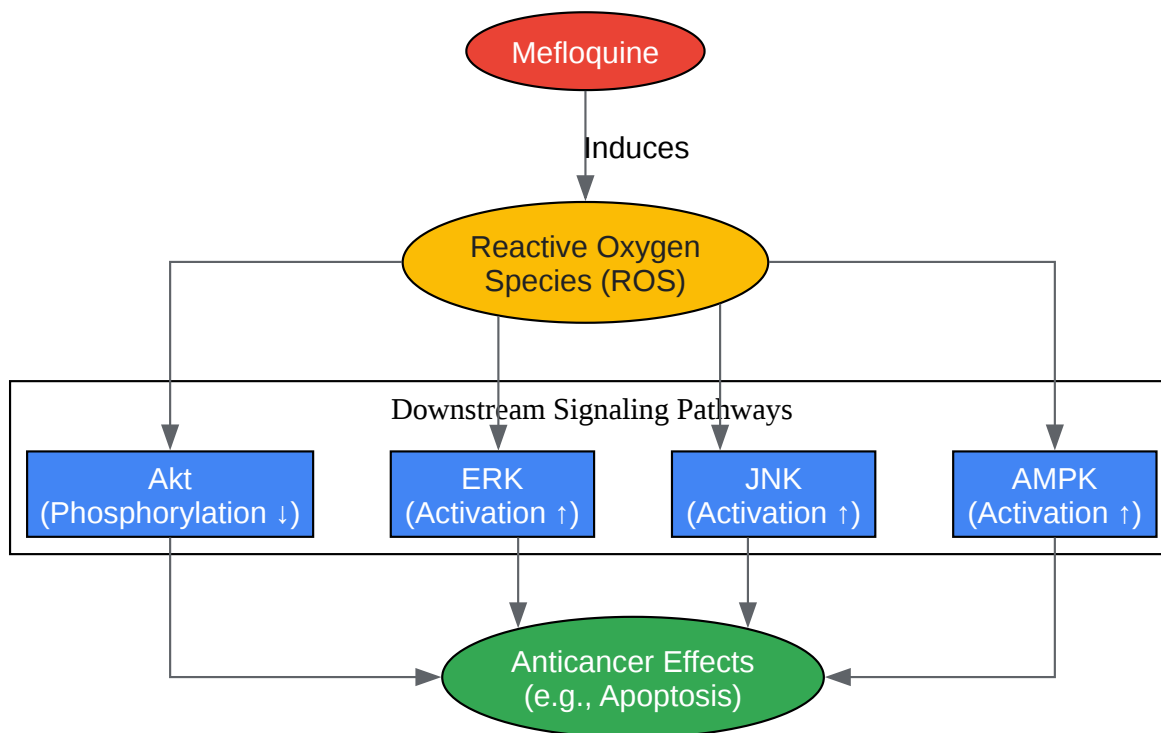 Mefloquine
Induces
Reactive Oxygen
Species (ROS)
Downstream Signaling Pathways
Akt
(Phosphorylation ↓)
ERK
(Activation ↑)
JNK
(Activation ↑)
AMPK
(Activation ↑)
Anticancer Effects
(e.g., Apoptosis)